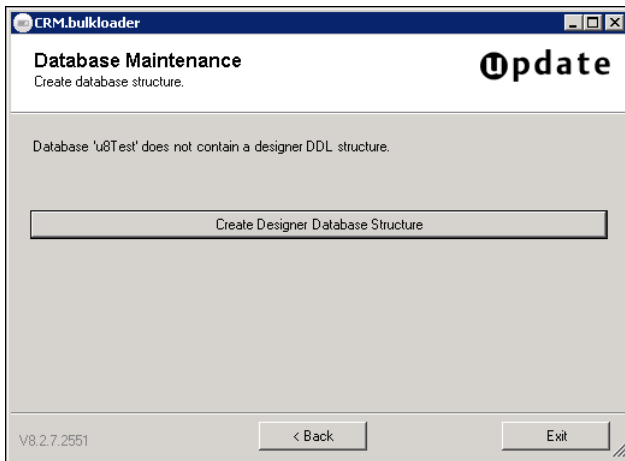 CRM.bulkloader
Database Maintenance
Create database structure.
update
Database 'u8Test' does not contain a designer DDL structure.
Create Designer Database Structure
V8.2.7.2551
< Back
Exit